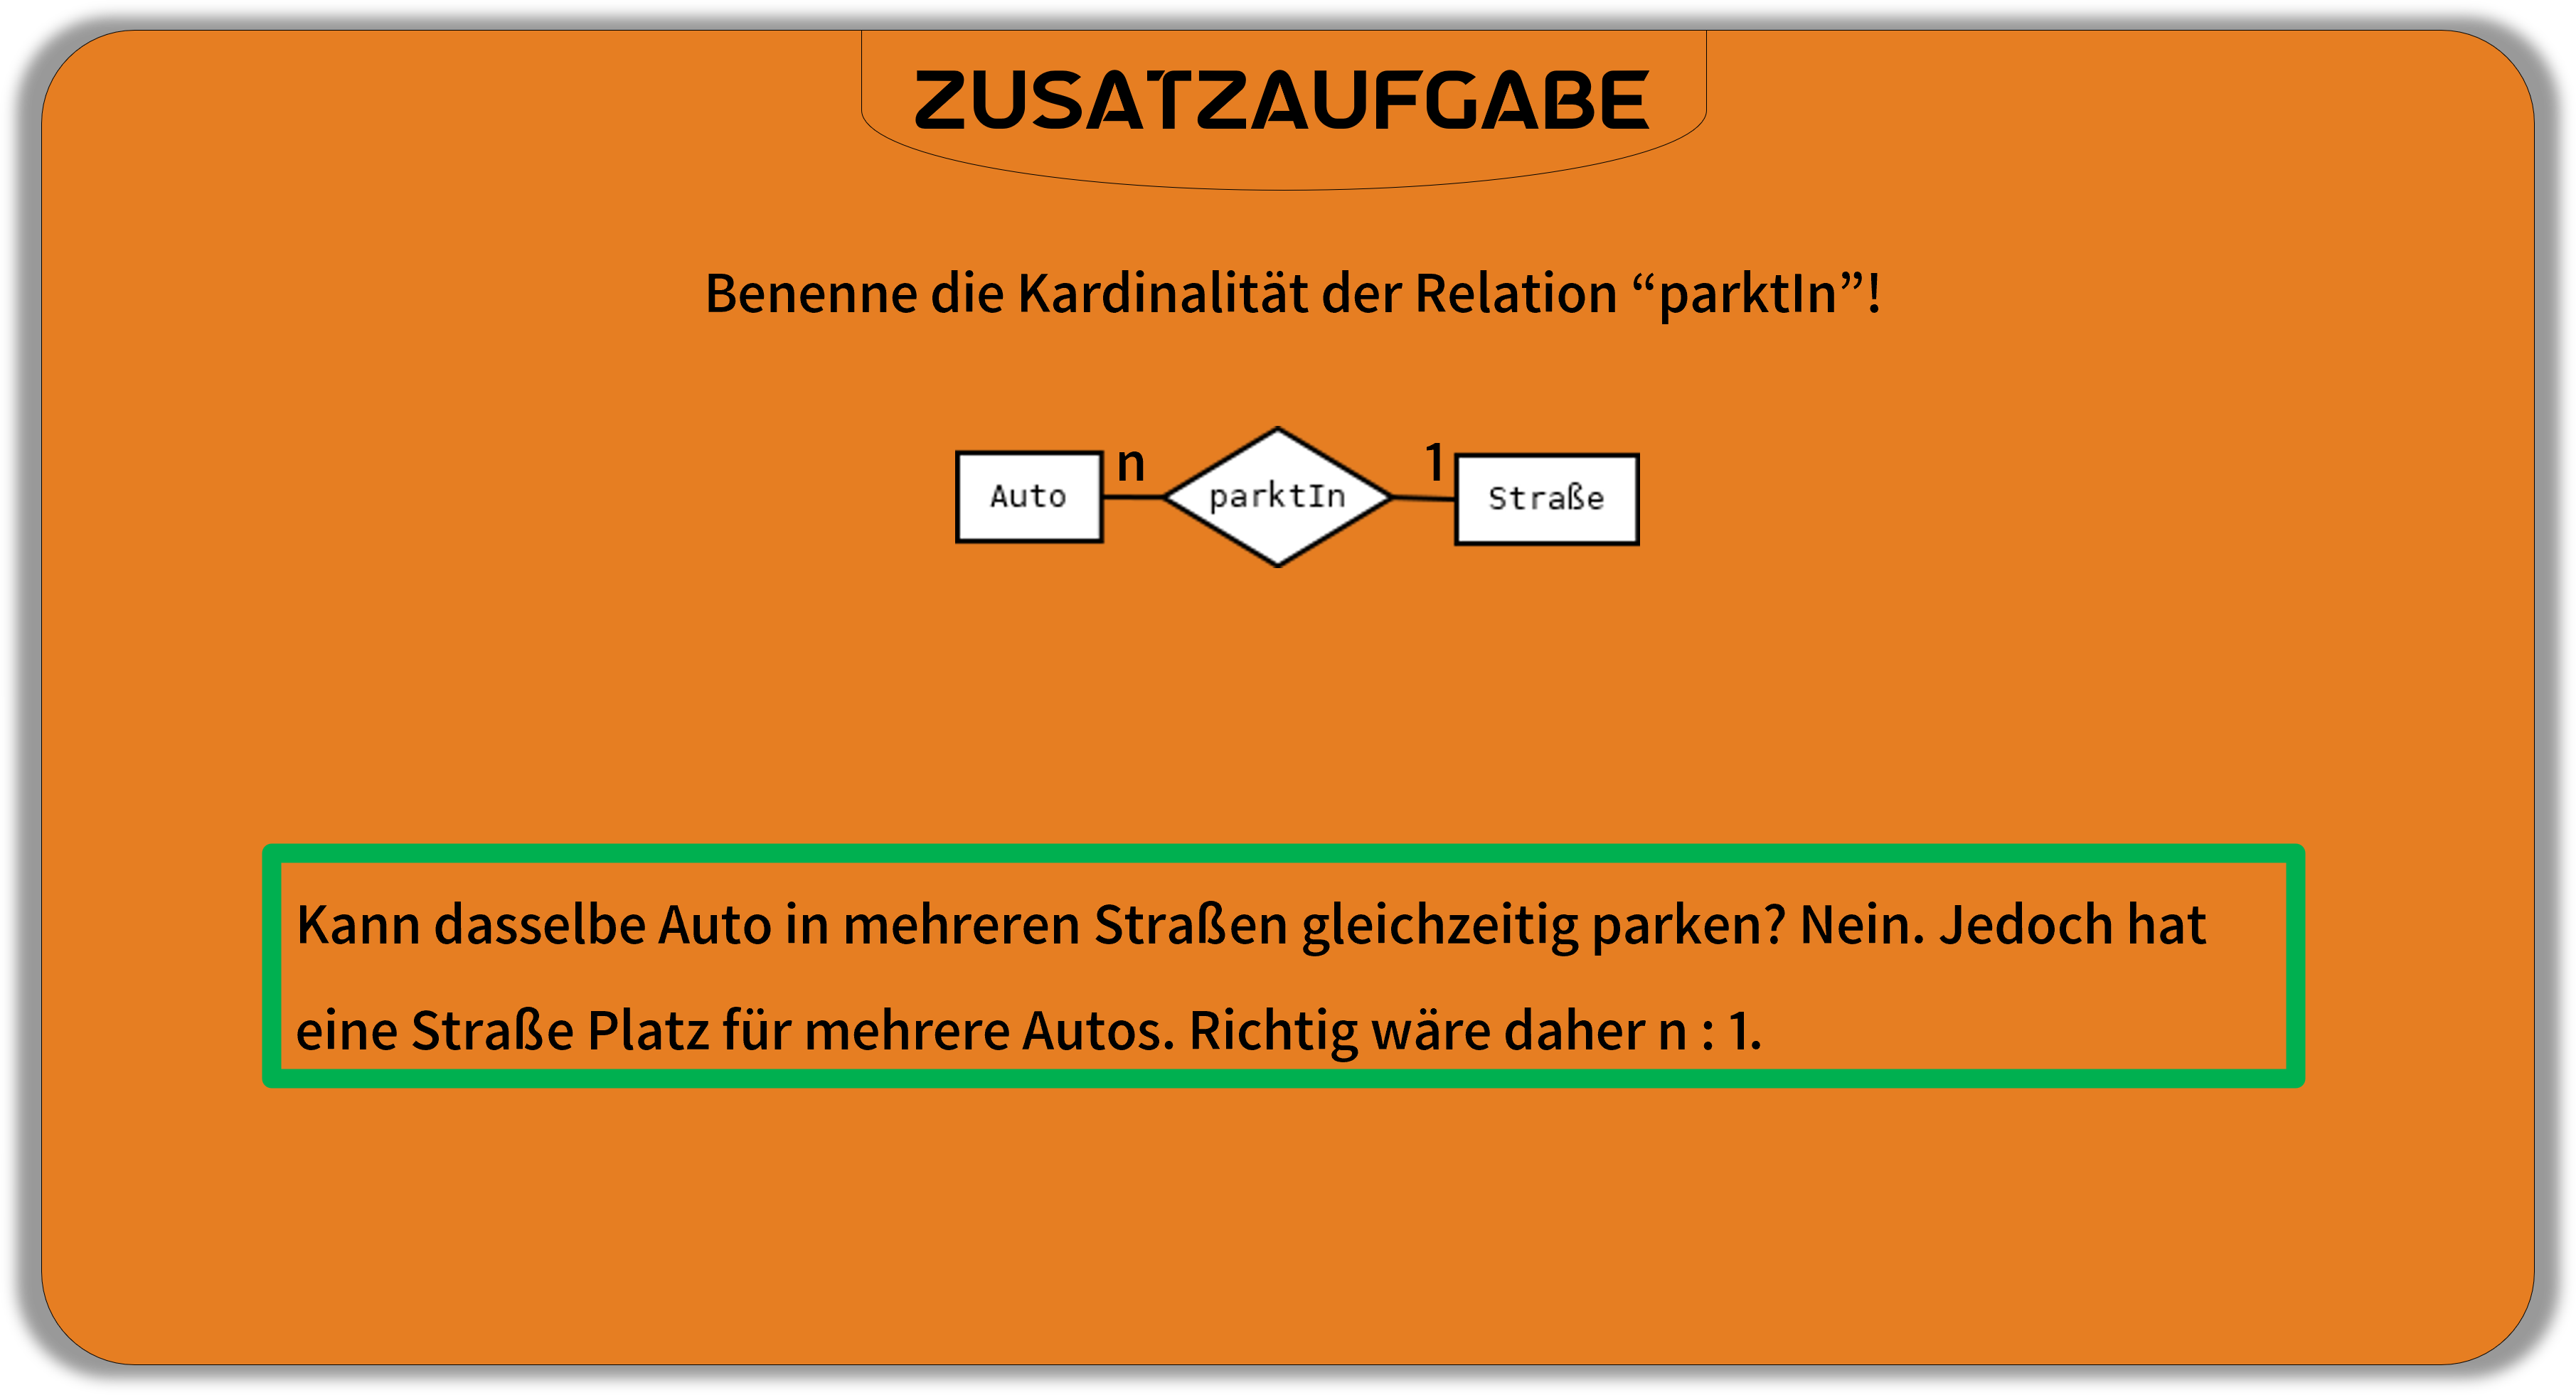 ZUSATZAUFGABE
Benenne die Kardinalität der Relation “parktIn”!
Auto n parktIn 1 Straße
Kann dasselbe Auto in mehreren Straßen gleichzeitig parken? Nein. Jedoch hat
eine Straße Platz für mehrere Autos. Richtig wäre daher n : 1.